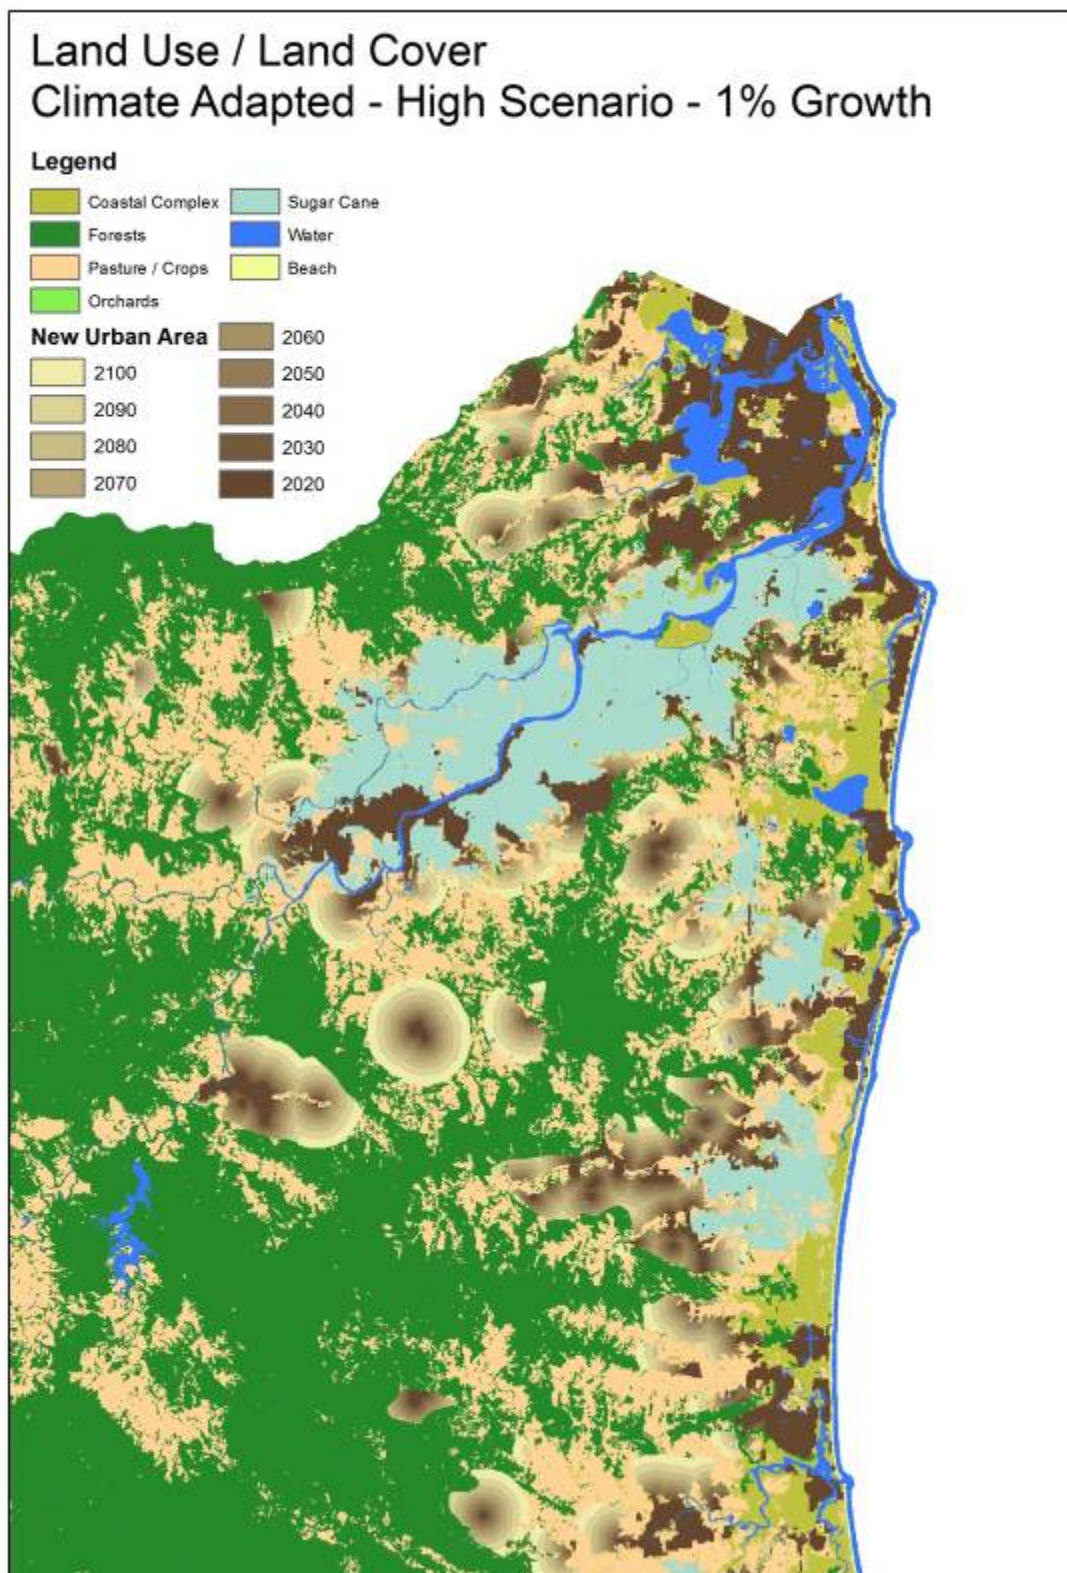 Land Use / Land Cover
Climate Adapted - High Scenario - 1% Growth
Legend
Coastal Complex
Forests
Pasture / Crops
Orchards
Sugar Cane
Water
Beach
New Urban Area
2100
2090
2080
2070
2060
2050
2040
2030
2020